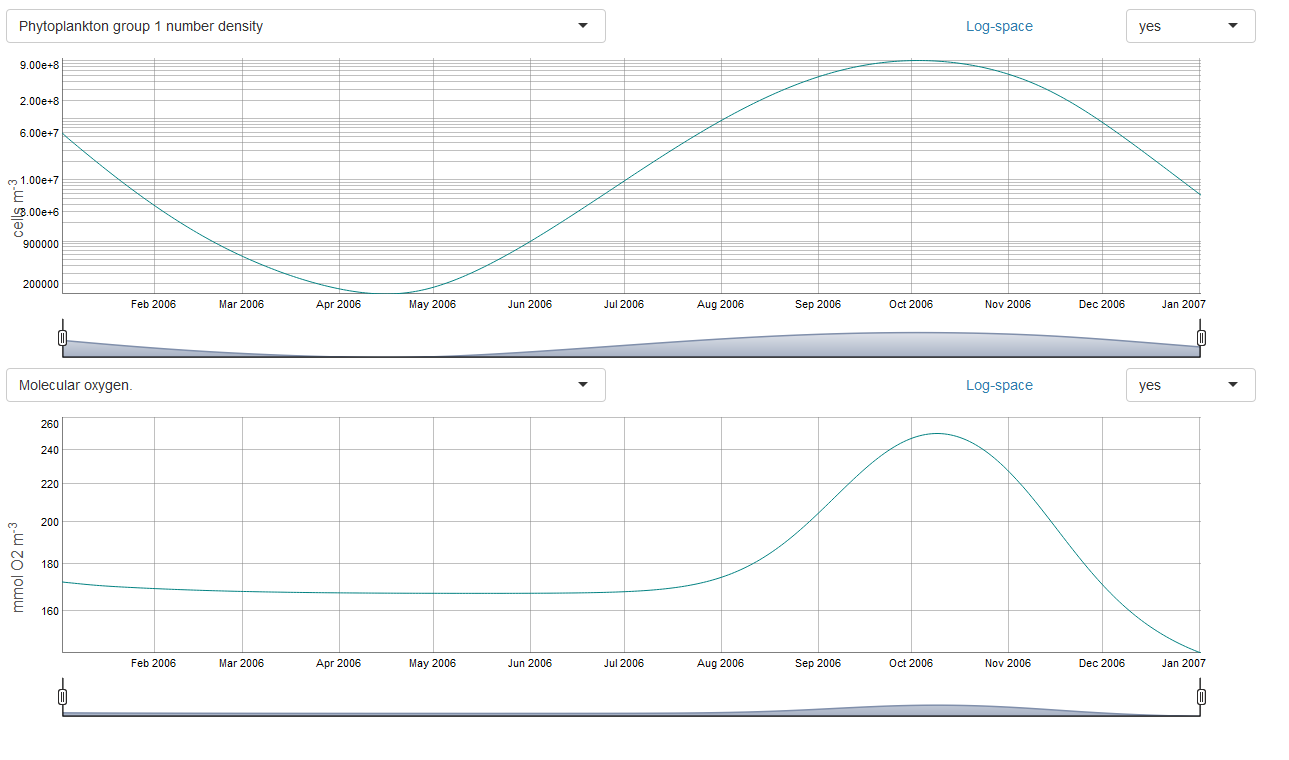 Phytoplankton group 1 number density
Log-space
yes
cells m-3
9.00e+8
2.00e+8
6.00e+7
1.00e+7
3.00e+6
900000
200000
Feb 2006 Mar 2006 Apr 2006 May 2006 Jun 2006 Jul 2006 Aug 2006 Sep 2006 Oct 2006 Nov 2006 Dec 2006 Jan 2007
Molecular oxygen.
Log-space
yes
mmol O2 m-3
260
240
220
200
180
160
Feb 2006 Mar 2006 Apr 2006 May 2006 Jun 2006 Jul 2006 Aug 2006 Sep 2006 Oct 2006 Nov 2006 Dec 2006 Jan 2007